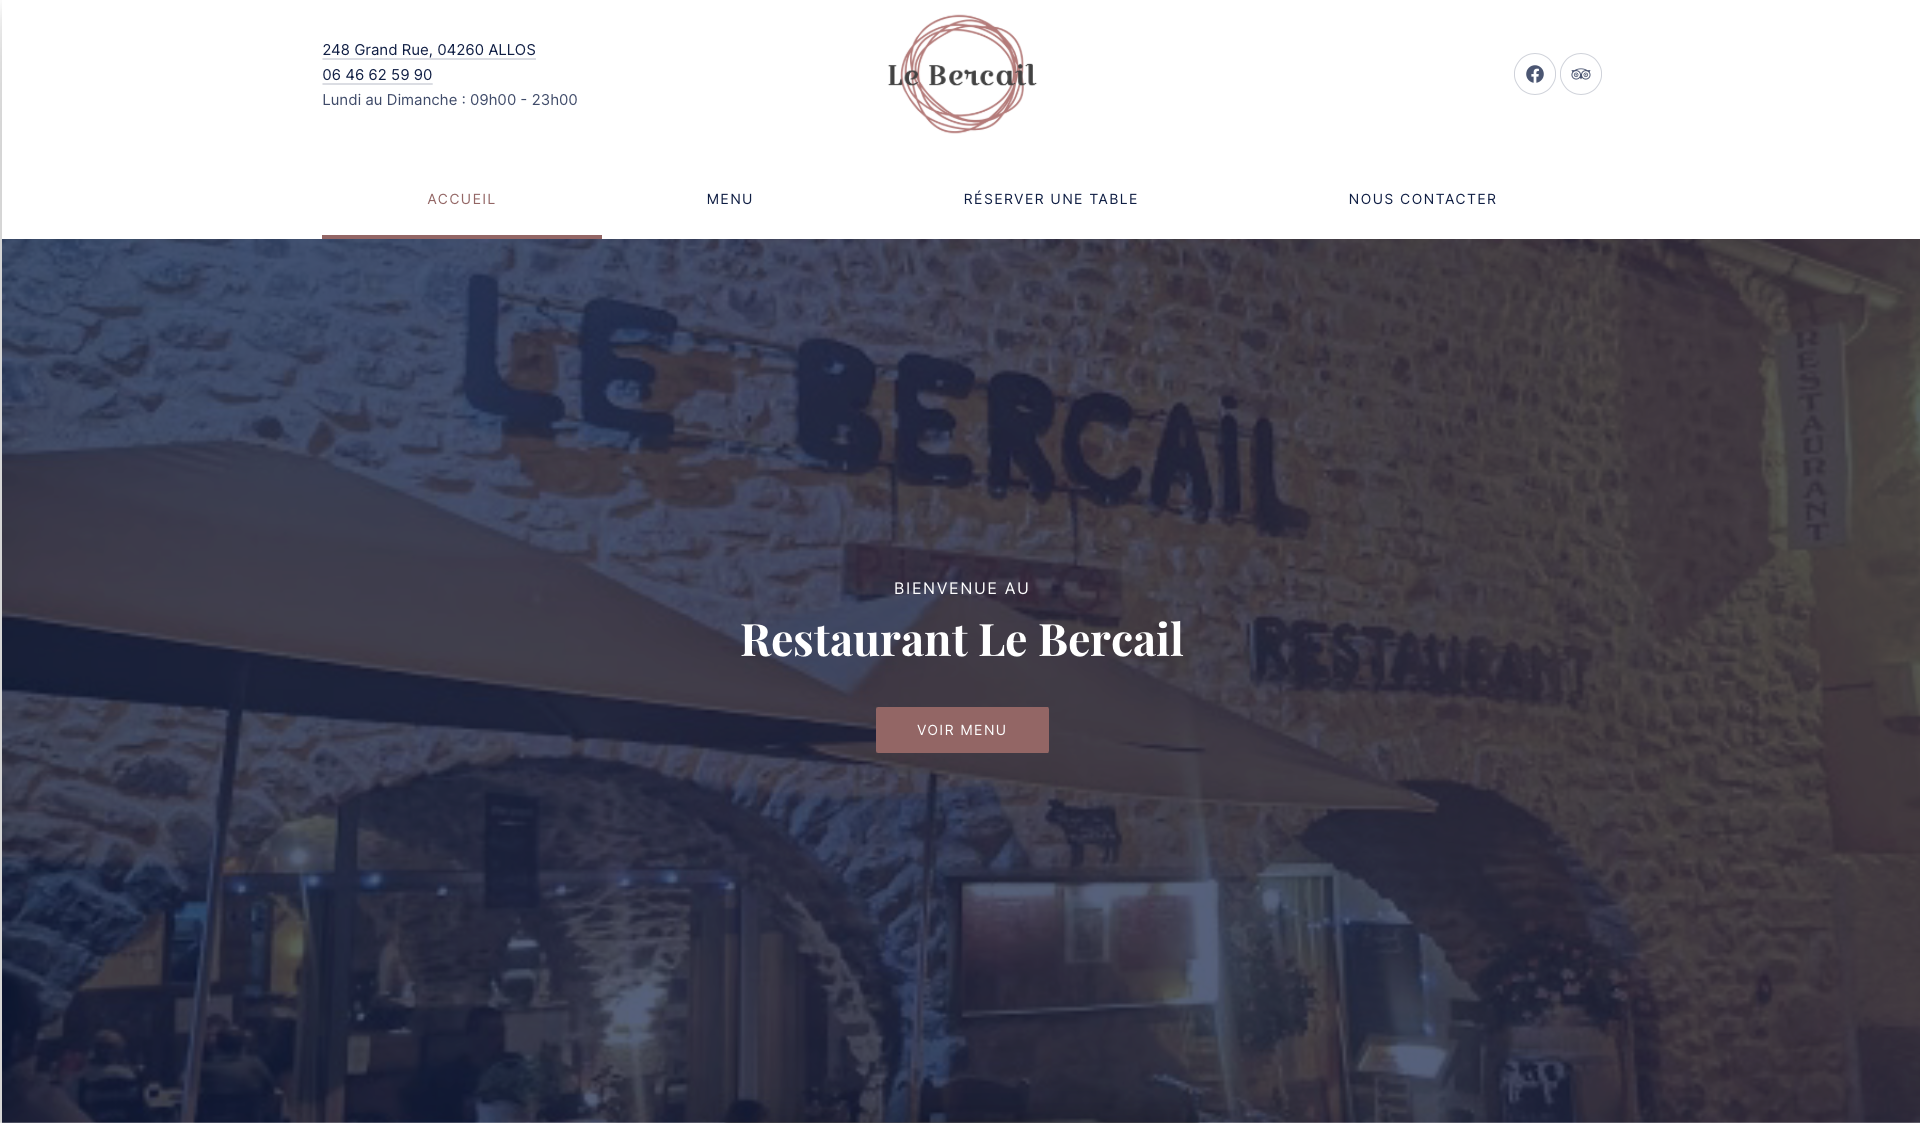 248 Grand Rue, 04260 ALLOS
06 46 62 59 90
Lundi au Dimanche : 09h00 - 23h00
Le Bercail
ACCUEIL
MENU
RÉSERVER UNE TABLE
NOUS CONTACTER
LE BERCAiL
RESTAURANT
BIENVENUE AU
Restaurant Le Bercail
RESTAURANT
VOIR MENU